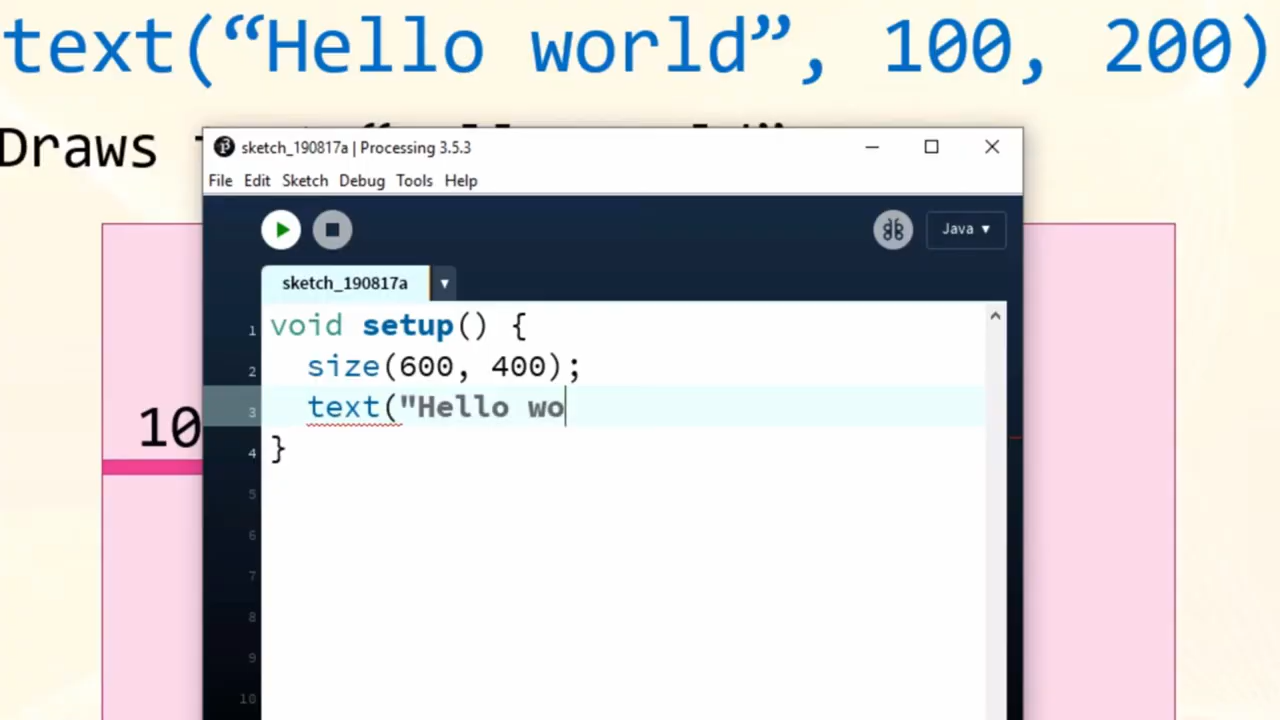 text(“Hello world”, 100, 200)
Draws
sketch_190817a | Processing 3.5.3
File Edit Sketch Debug Tools Help
Java ▾
sketch_190817a ▾
1 void setup() {
2 size(600, 400);
3 text("Hello wo
4 }
5
6
7
8
9
10
10